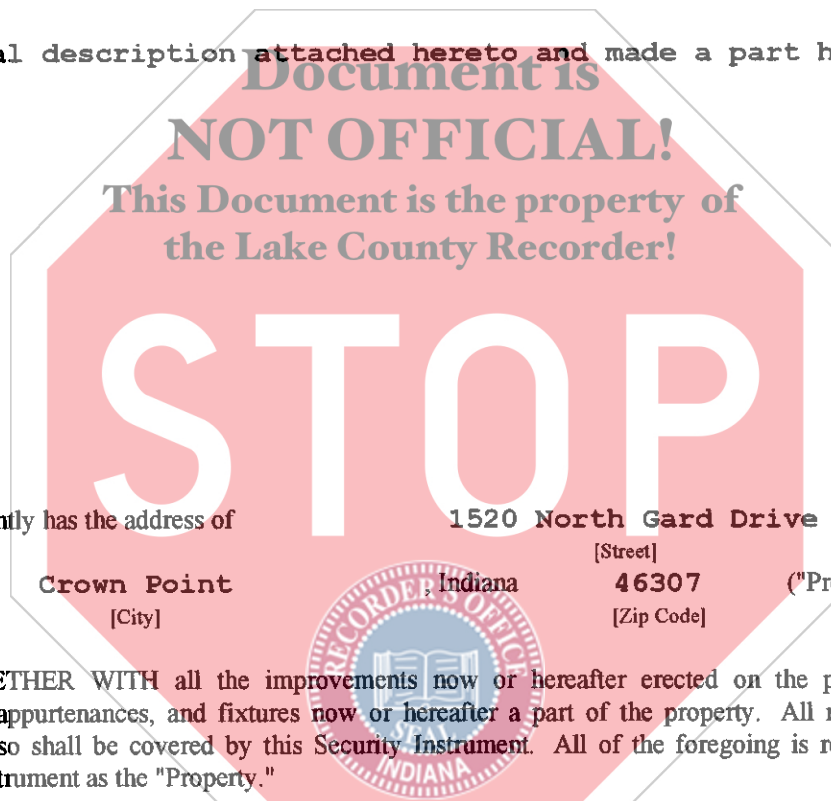 al description attached hereto and made a part h
Document is
NOT OFFICIAL!
This Document is the property of
the Lake County Recorder!
STOP
ntly has the address of 1520 North Gard Drive
[Street]
Crown Point , Indiana 46307 ("Pr
[City] [Zip Code]
RECORDER'S OFFICE
ETHER WITH all the improvements now or hereafter erected on the p
appurtenances, and fixtures now or hereafter a part of the property. All r
so shall be covered by this Security Instrument. All of the foregoing is r
trument as the "Property."
SEAL
INDIANA